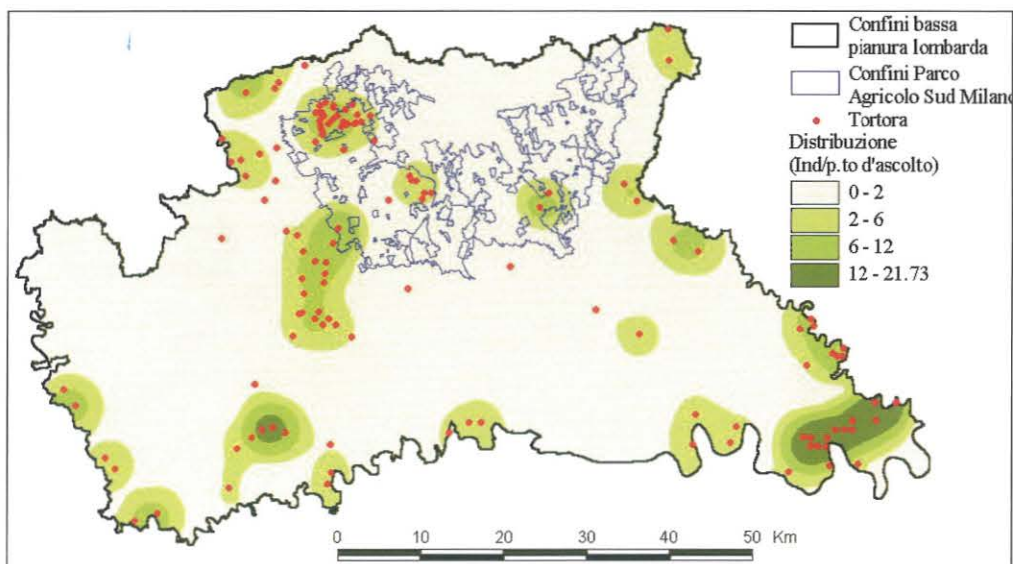 Confini bassa
pianura lombarda
Confini Parco
Agricolo Sud Milano
Tortora
Distribuzione
(Ind/p.to d'ascolto)
0 - 2
2 - 6
6 - 12
12 - 21.73
0 10 20 30 40 50 Km